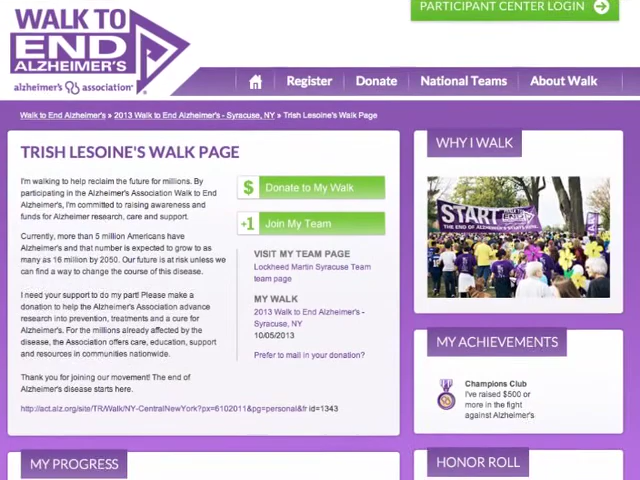 PARTICIPANT CENTER LOGIN
WALK TO
END
ALZHEIMER'S
alzheimer's association®
Register
Donate
National Teams
About Walk
Walk to End Alzheimer's » 2013 Walk to End Alzheimer's - Syracuse, NY » Trish Lesoine's Walk Page
TRISH LESOINE'S WALK PAGE
I'm walking to help reclaim the future for millions. By
participating in the Alzheimer's Association Walk to End
Alzheimer's, I'm committed to raising awareness and
funds for Alzheimer research, care and support.
Currently, more than 5 million Americans have
Alzheimer's and that number is expected to grow to as
many as 16 million by 2050. Our future is at risk unless we
can find a way to change the course of this disease.
I need your support to do my part! Please make a
donation to help the Alzheimer's Association advance
research into prevention, treatments and a cure for
Alzheimer's. For the millions already affected by the
disease, the Association offers care, education, support
and resources in communities nationwide.
Thank you for joining our movement! The end of
Alzheimer's disease starts here.
http://act.alz.org/site/TR/Walk/NY-CentralNewYork?px=6102011&pg=personal&fr id=1343
$ Donate to My Walk
+1 Join My Team
VISIT MY TEAM PAGE
Lockheed Martin Syracuse Team
team page
MY WALK
2013 Walk to End Alzheimer's -
Syracuse, NY
10/05/2013
Prefer to mail in your donation?
WHY I WALK
START
THE END OF ALZHEIMER'S STARTS HERE
MY ACHIEVEMENTS
Champions Club
I've raised $500 or
more in the fight
against Alzheimer's
MY PROGRESS
HONOR ROLL